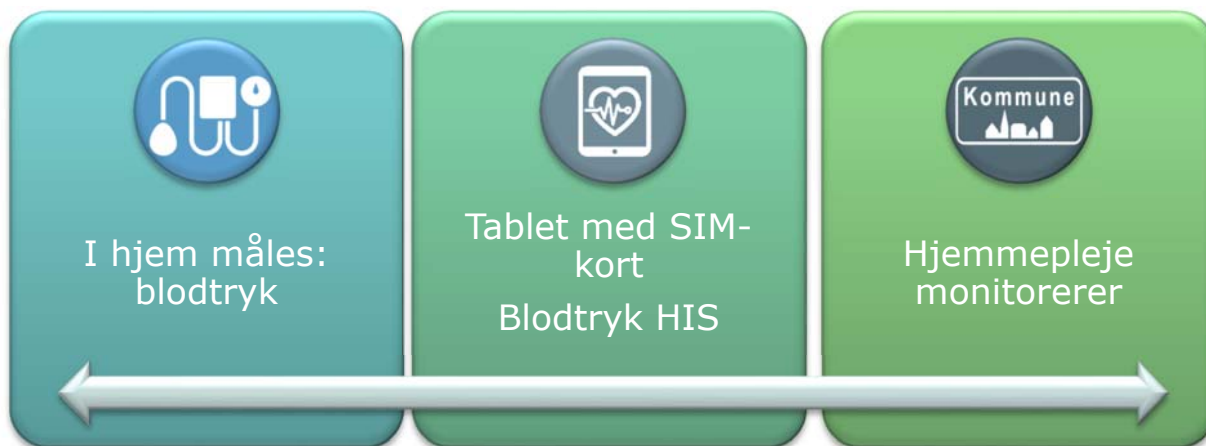 I hjem måles:
blodtryk
Tablet med SIM-
kort
Blodtryk HIS
Kommune
Hjemmepleje
monitorerer